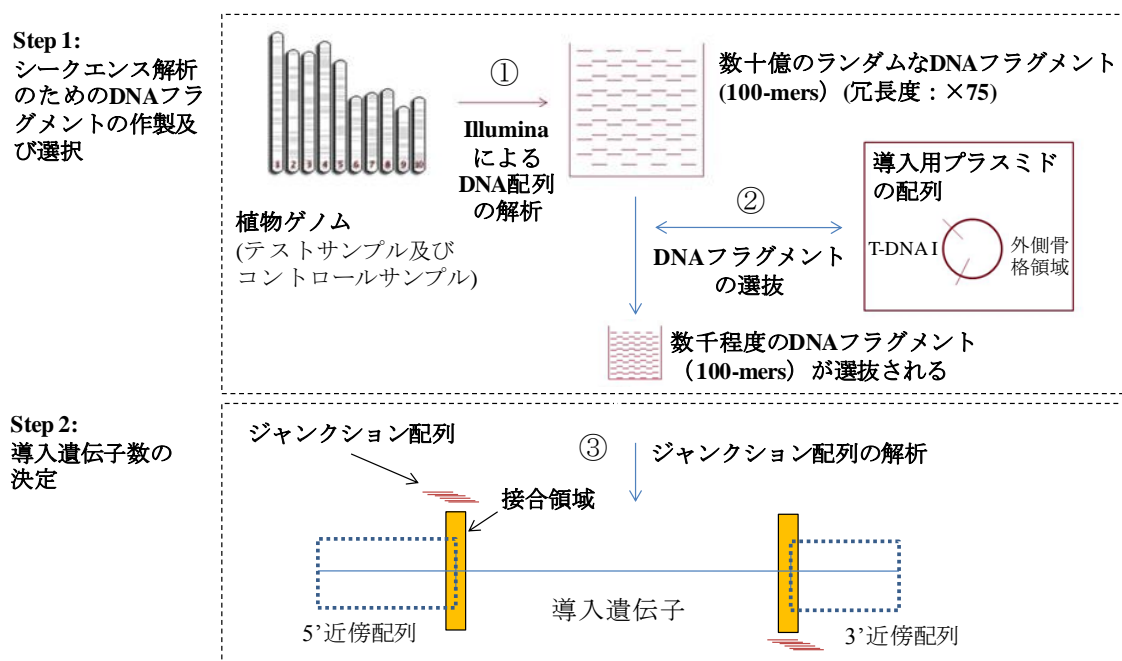 Step 1:
シークエンス解析
のためのDNAフラ
グメントの作製及
び選択
1 2 3 4 5 6 7 8 9 10
植物ゲノム
(テストサンプル及び
コントロールサンプル)
①
Illumina
による
DNA配列
の解析
数十億のランダムなDNAフラグメント
(100-mers）(冗長度：×75)
②
DNAフラグメント
の選抜
導入用プラスミド
の配列
T-DNA I
外側骨
格領域
数千程度のDNAフラグメント
（100-mers）が選抜される
Step 2:
導入遺伝子数の
決定
ジャンクション配列
③
ジャンクション配列の解析
接合領域
導入遺伝子
5’近傍配列
3’近傍配列